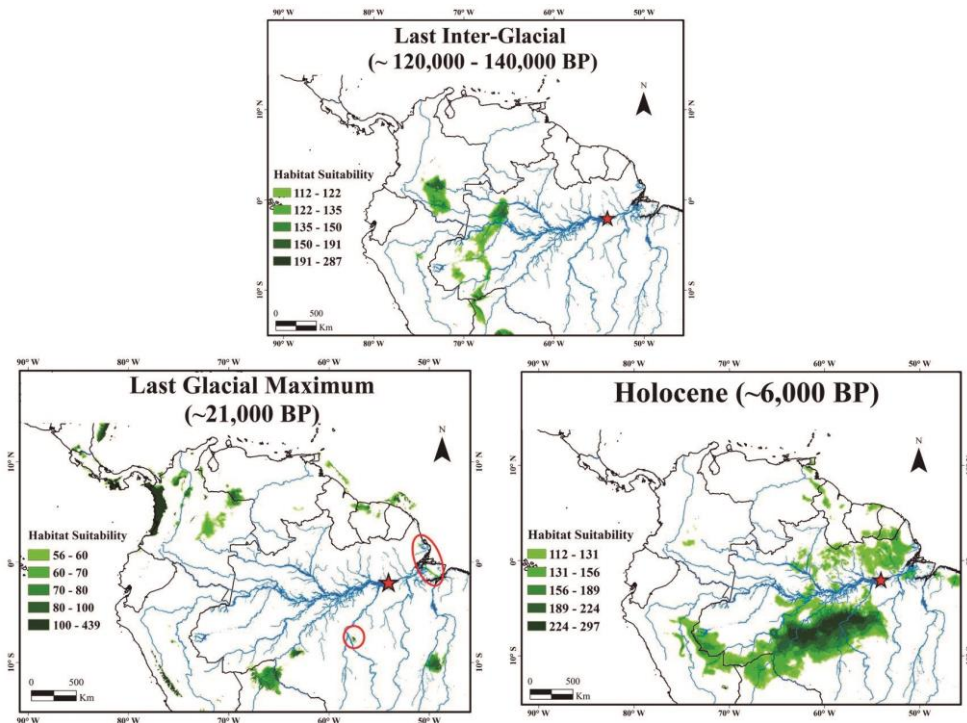 90° W 80° W 70° W 60° W 50° W
Last Inter-Glacial
(~ 120,000 - 140,000 BP)
N
10° N
Habitat Suitability
112 - 122
122 - 135
135 - 150
150 - 191
191 - 287
0°
10° S
0 500
Km
90° W 80° W 70° W 60° W 50° W
90° W 80° W 70° W 60° W 50° W
Last Glacial Maximum
(~21,000 BP)
N
10° N
Habitat Suitability
56 - 60
60 - 70
70 - 80
80 - 100
100 - 439
0°
10° S
0 500
Km
90° W 80° W 70° W 60° W 50° W
90° W 80° W 70° W 60° W 50° W
Holocene (~6,000 BP)
N
10° N
Habitat Suitability
112 - 131
131 - 156
156 - 189
189 - 224
224 - 297
0°
10° S
0 500
Km
90° W 80° W 70° W 60° W 50° W